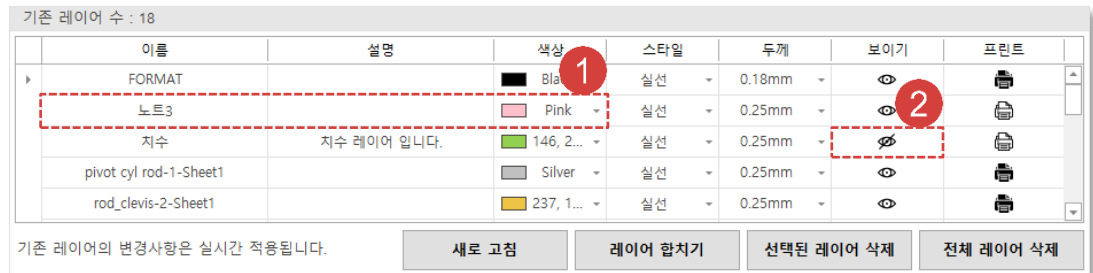 기존 레이어 수 : 18
이름 설명 색상 스타일 두께 보이기 프린트
FORMAT 실선 0.18mm
노트3 Pink 실선 0.25mm
치수 치수 레이어 입니다. 146, 2... 실선 0.25mm
pivot cyl rod-1-Sheet1 Silver 실선 0.25mm
rod_clevis-2-Sheet1 237, 1... 실선 0.25mm
1
2
기존 레이어의 변경사항은 실시간 적용됩니다. 새로 고침 레이어 합치기 선택된 레이어 삭제 전체 레이어 삭제